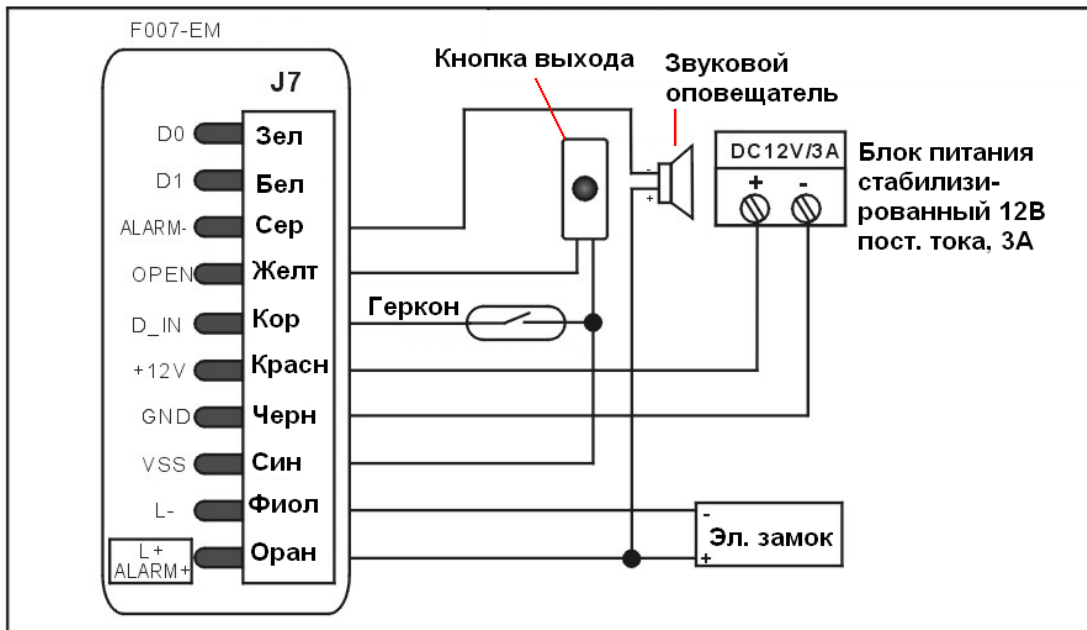 F007-EM
J7
D0 Зел
D1 Бел
ALARM- Сер
OPEN Желт
D_IN Кор
+12V Красн
GND Черн
VSS Син
L- Фиол
L+
ALARM+
Оран
Кнопка выхода
Звуковой
оповещатель
-
+
Геркон
DC12V/3A
+ -
Блок питания
стабилизи-
рованный 12В
пост. тока, 3А
-
Эл. замок
+